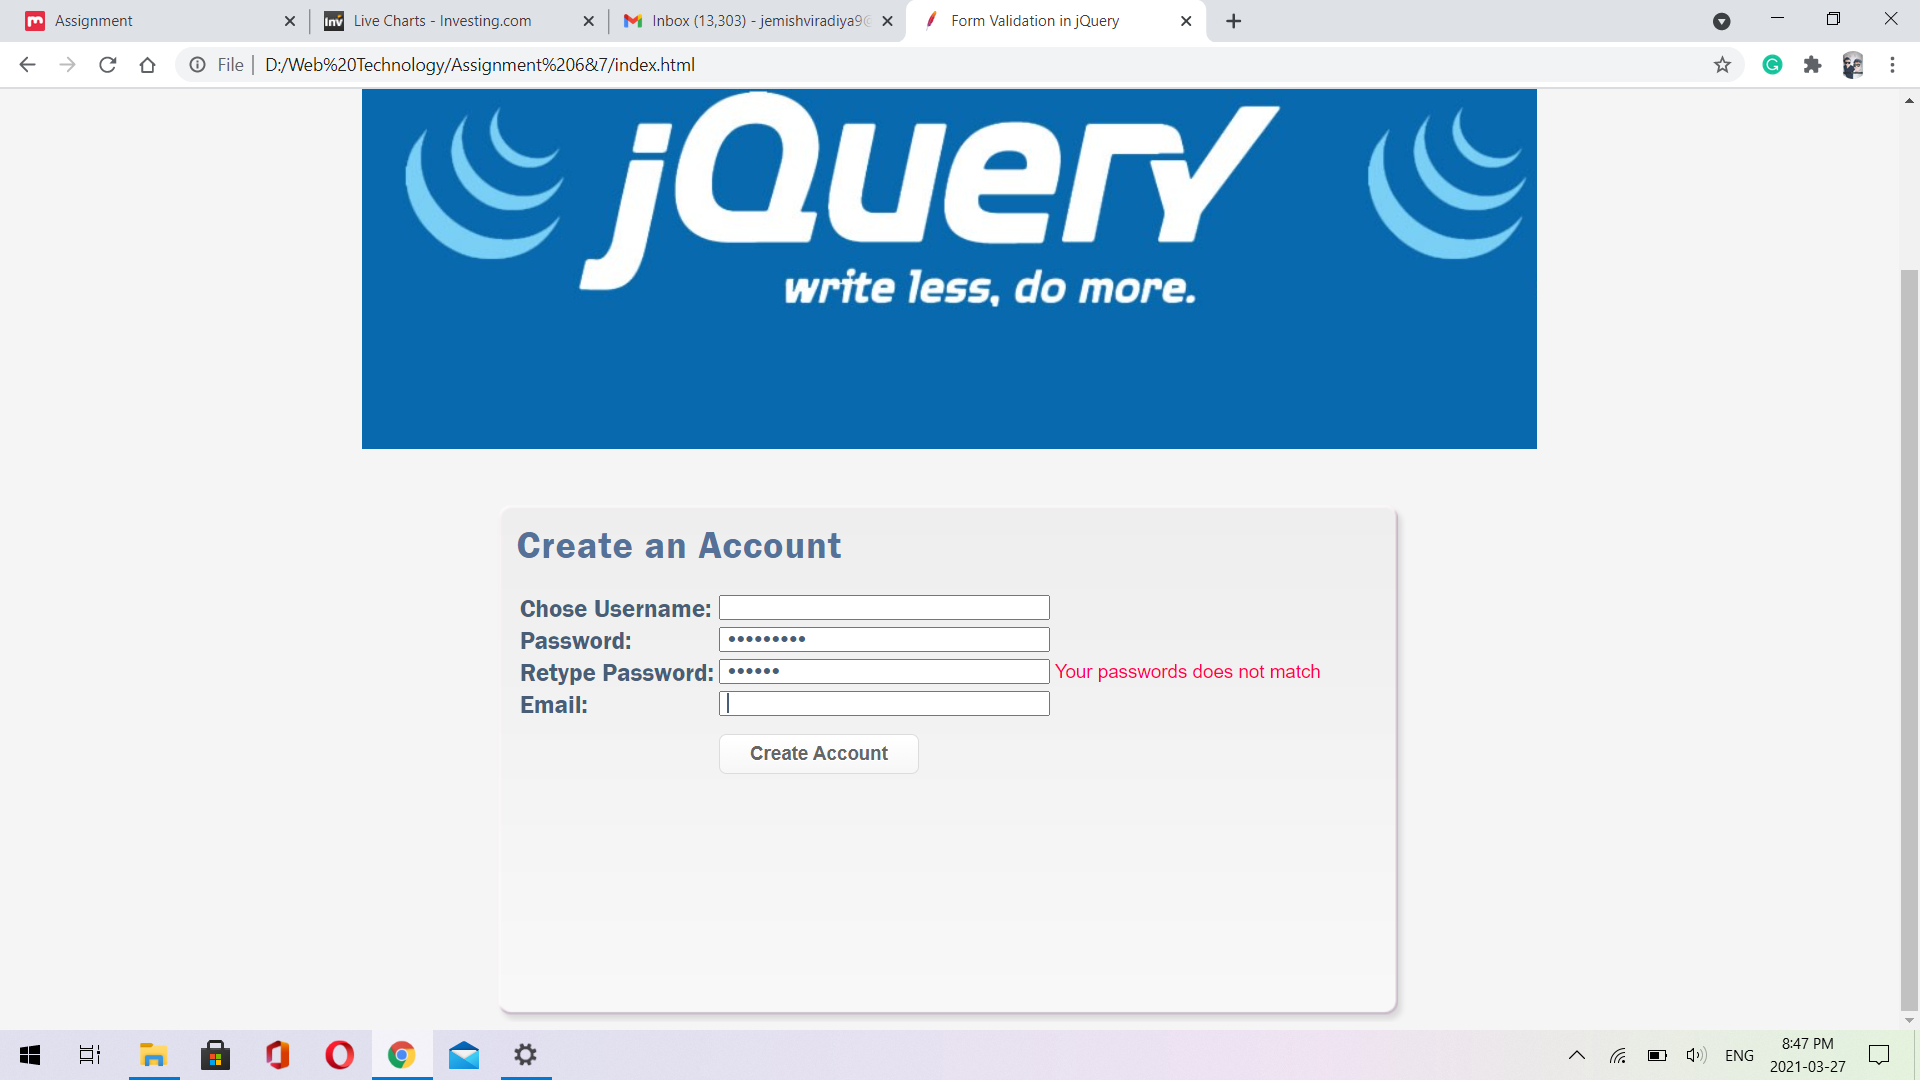 Assignment
Live Charts - Investing.com
Inbox (13,303) - jemishviradiya9@
Form Validation in jQuery
File
D:/Web%20Technology/Assignment%206&7/index.html
jQuery
write less, do more.
Create an Account
Chose Username:
Password:
Retype Password:
Your passwords does not match
Email:
Create Account
ENG
8:47 PM
2021-03-27